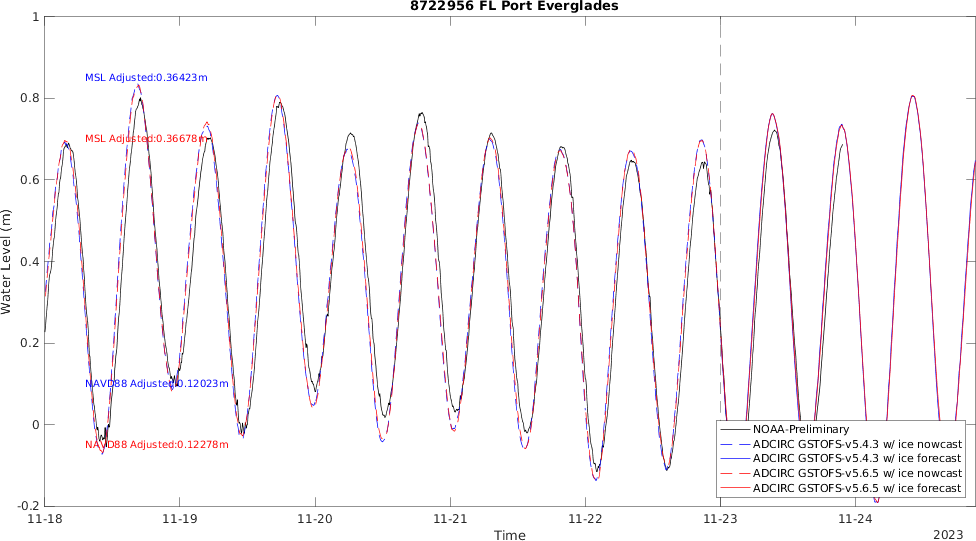 8722956 FL Port Everglades
1
MSL Adjusted:0.36423m
0.8
MSL Adjusted:0.36678m
0.6
Water Level (m)
0.4
0.2
NAVD88 Adjusted:0.12023m
0
NAVD88 Adjusted:0.12278m
NOAA-Preliminary
ADCIRC GSTOFS-v5.4.3 w/ ice nowcast
ADCIRC GSTOFS-v5.4.3 w/ ice forecast
ADCIRC GSTOFS-v5.6.5 w/ ice nowcast
ADCIRC GSTOFS-v5.6.5 w/ ice forecast
-0.2
11-18 11-19 11-20 11-21 11-22 11-23 11-24
Time
2023